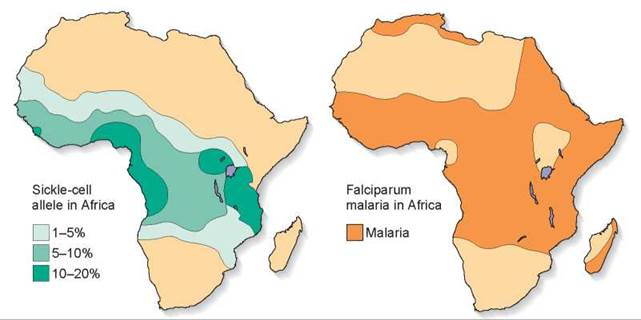 Sickle-cell
allele in Africa
1–5%
5–10%
10–20%
Falciparum
malaria in Africa
Malaria